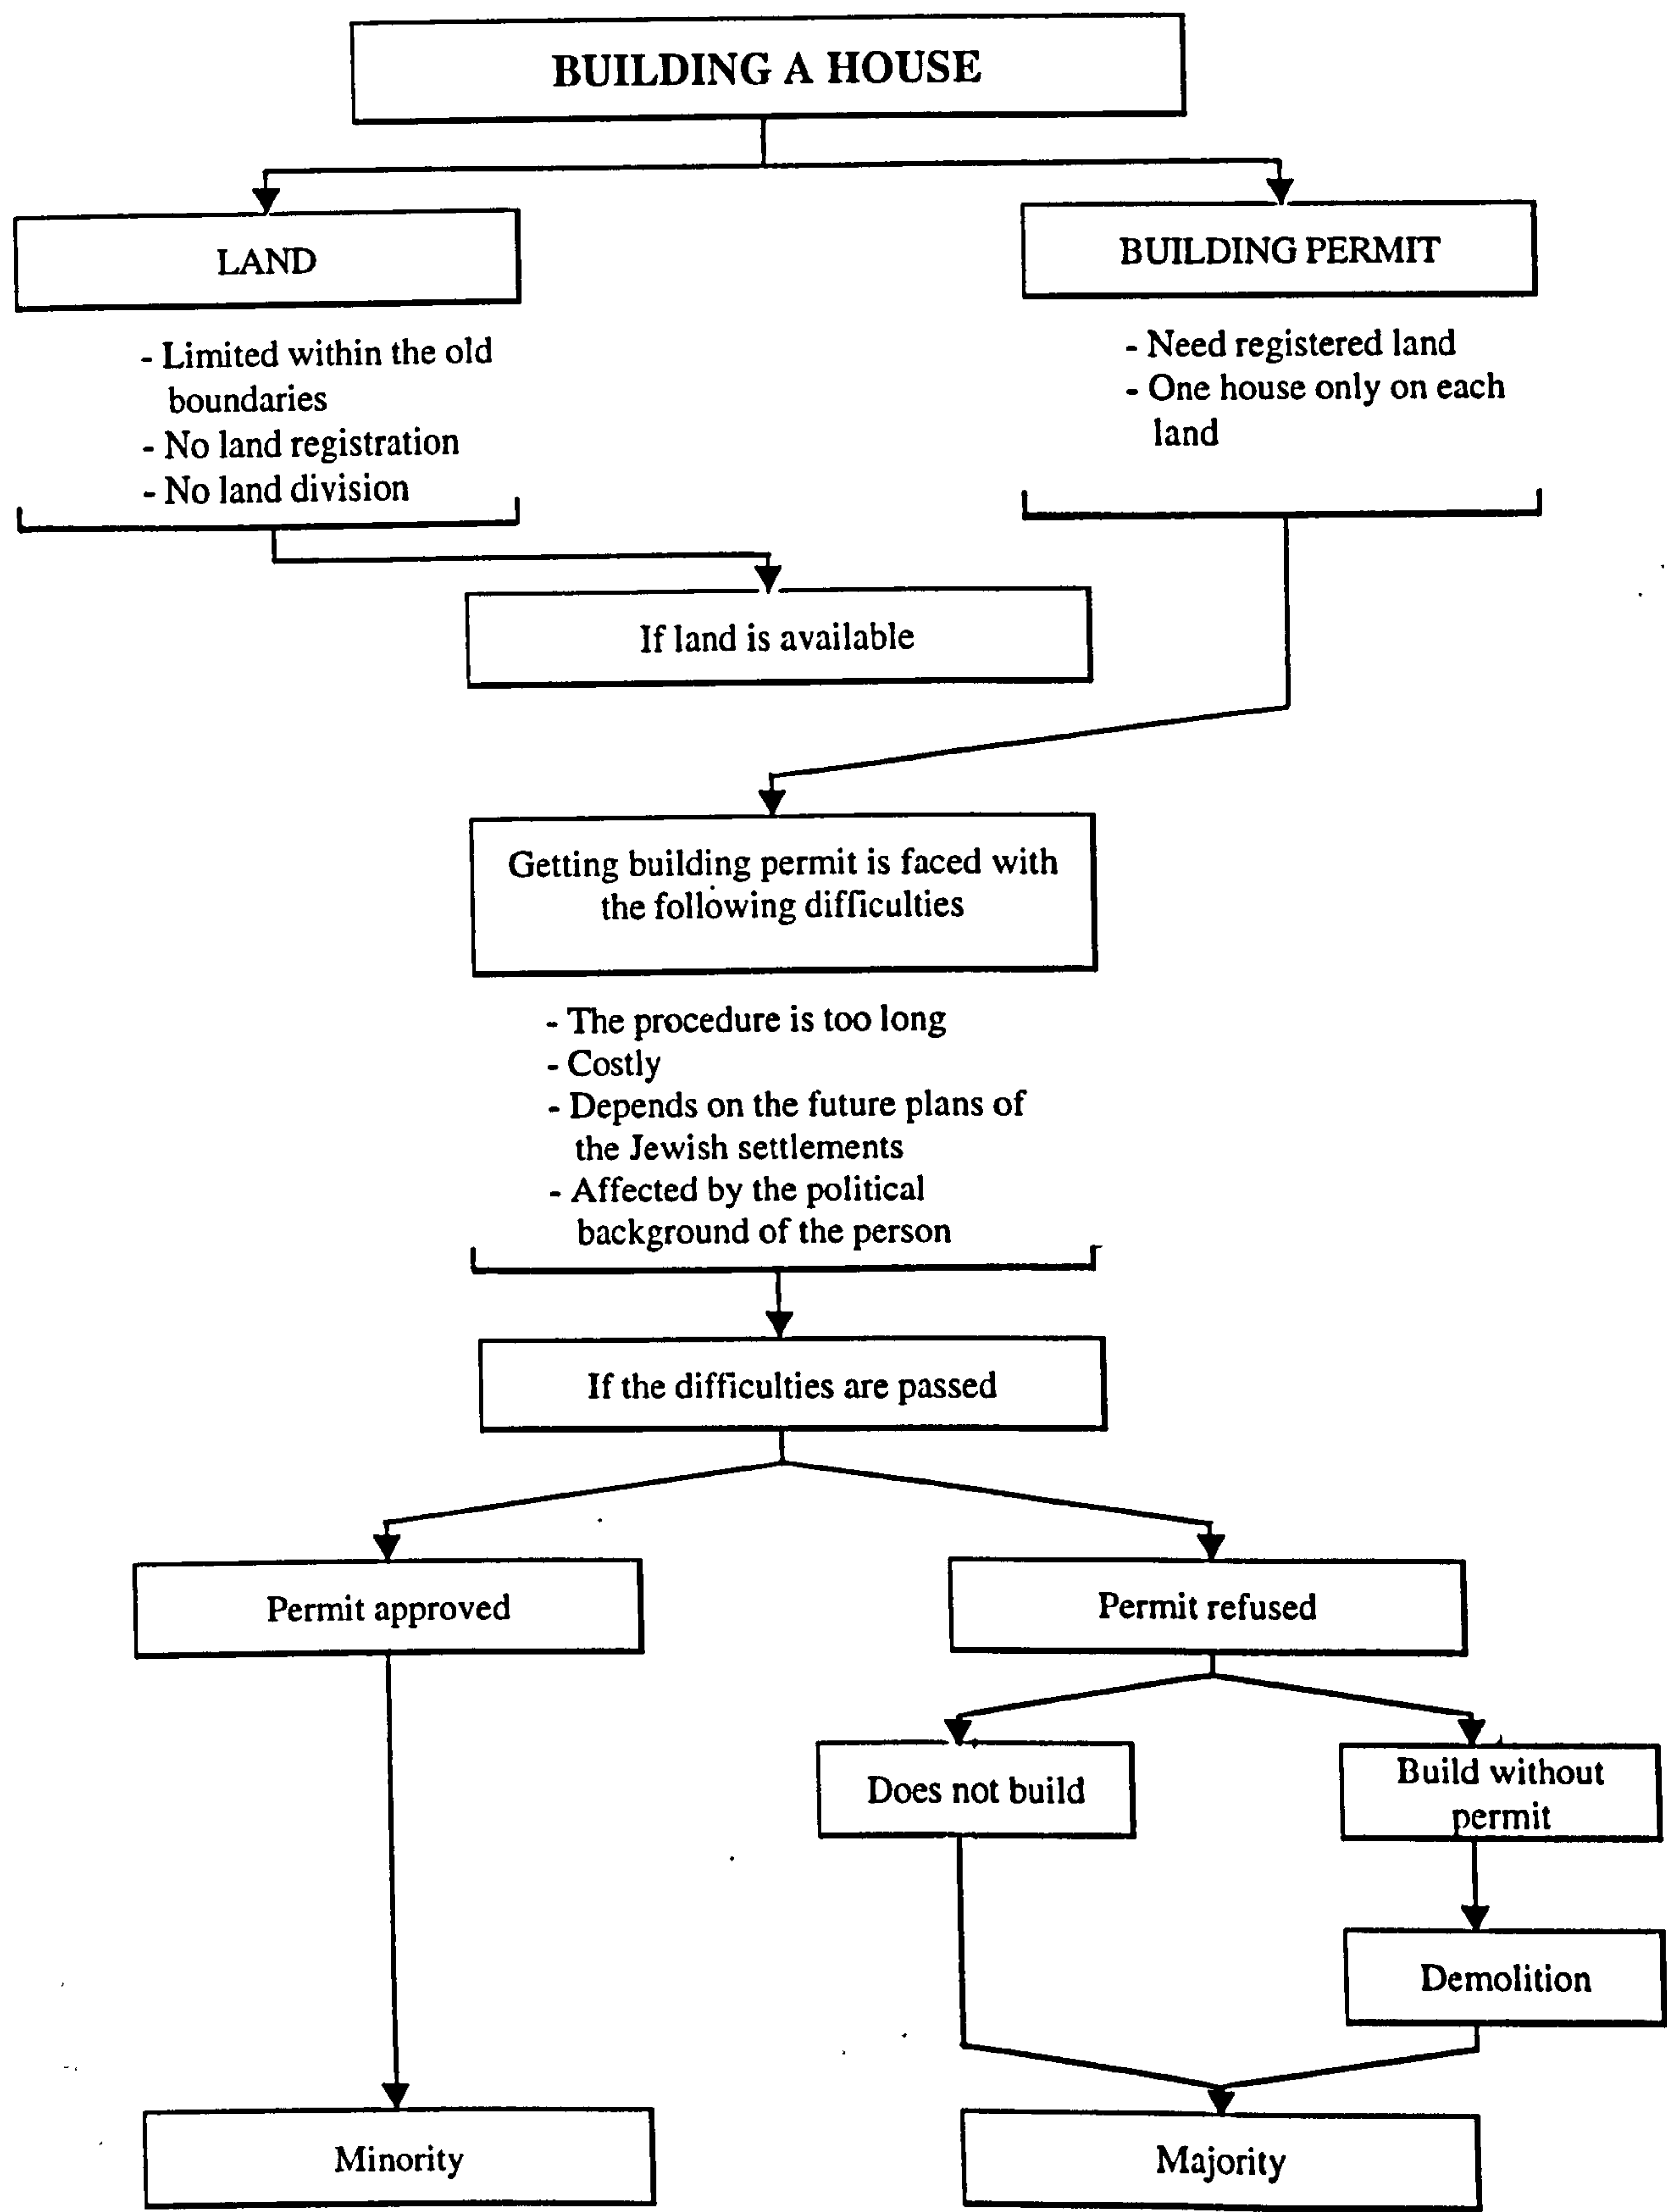 BUILDING A HOUSE
LAND
BUILDING PERMIT
- Limited within the old
boundaries
- No land registration
- No land division
- Need registered land
- One house only on each
land
If land is available
Getting building permit is faced with
the following difficulties
- The procedure is too long
- Costly
- Depends on the future plans of
the Jewish settlements
- Affected by the political
background of the person
If the difficulties are passed
Permit approved
Permit refused
Does not build
Build without
permit
Demolition
Minority
Majority